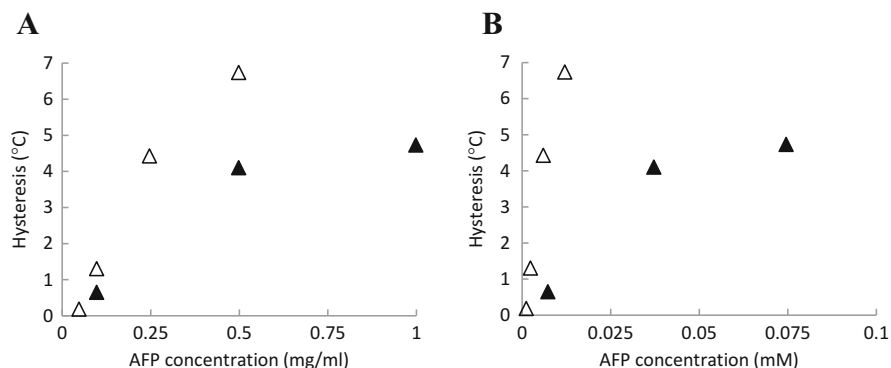 A
7
6
5
4
3
2
1
0
Hysteresis (°C)
0 0.25 0.5 0.75 1
AFP concentration (mg/ml)
B
7
6
5
4
3
2
1
0
Hysteresis (°C)
0 0.025 0.05 0.075 0.1
AFP concentration (mM)